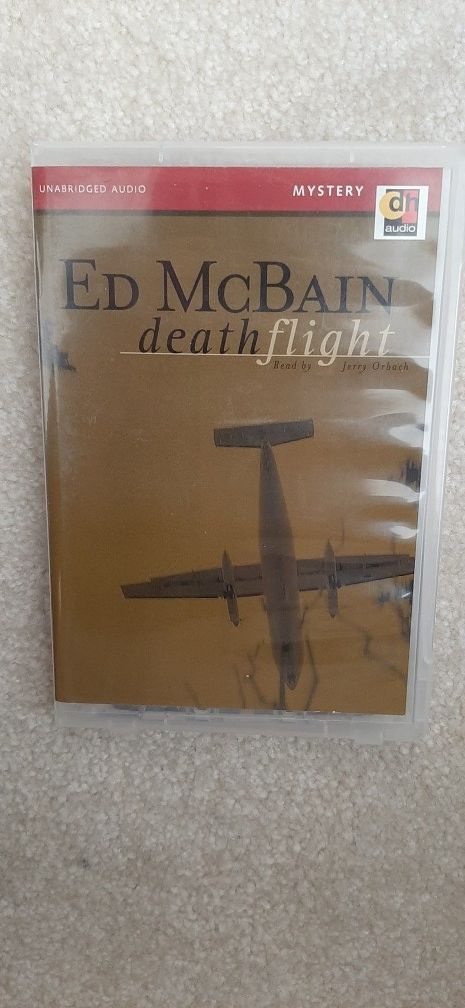 UNABRIDGED AUDIO MYSTERY
dh
audio
ED MCBAIN
deathflight
Read by Jerry Orbach